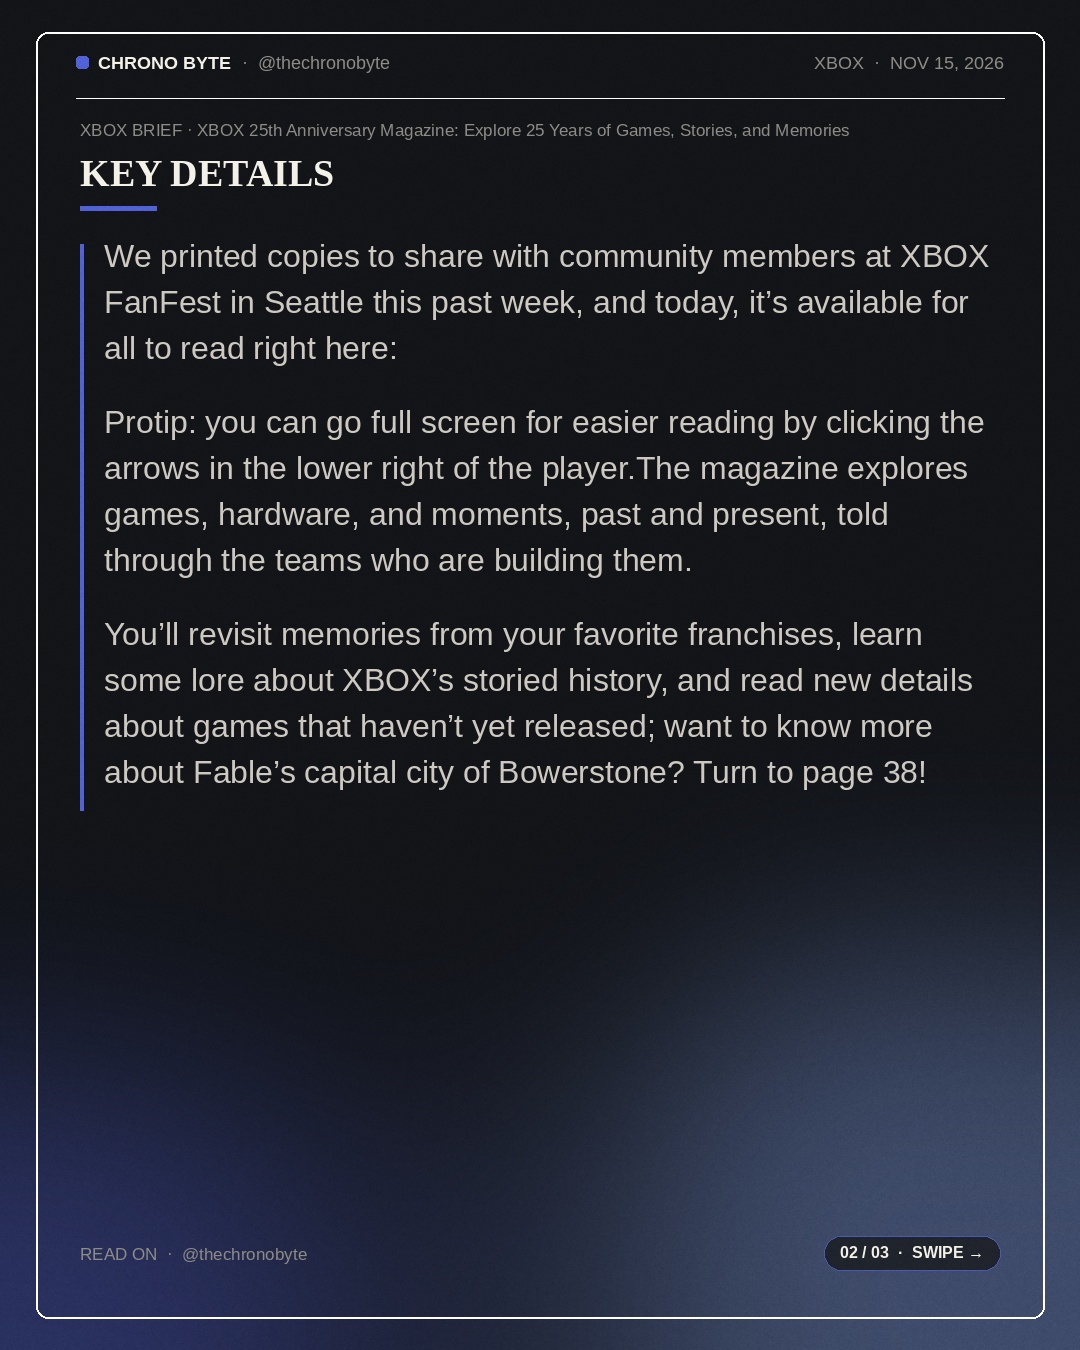 CHRONO BYTE · @thechronobyte
XBOX · NOV 15, 2026
XBOX BRIEF · XBOX 25th Anniversary Magazine: Explore 25 Years of Games, Stories, and Memories
KEY DETAILS
We printed copies to share with community members at XBOX
FanFest in Seattle this past week, and today, it’s available for
all to read right here:
Protip: you can go full screen for easier reading by clicking the
arrows in the lower right of the player.The magazine explores
games, hardware, and moments, past and present, told
through the teams who are building them.
You’ll revisit memories from your favorite franchises, learn
some lore about XBOX’s storied history, and read new details
about games that haven’t yet released; want to know more
about Fable’s capital city of Bowerstone? Turn to page 38!
READ ON · @thechronobyte
02 / 03 · SWIPE →